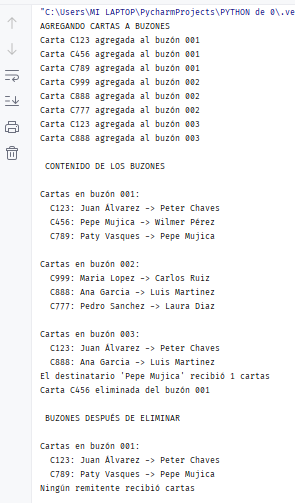 "C:\Users\MI LAPTOP\PycharmProjects\PYTHON de 0\.ve
AGREGANDO CARTAS A BUZONES
Carta C123 agregada al buzón 001
Carta C456 agregada al buzón 001
Carta C789 agregada al buzón 001
Carta C999 agregada al buzón 002
Carta C888 agregada al buzón 002
Carta C777 agregada al buzón 002
Carta C123 agregada al buzón 003
Carta C888 agregada al buzón 003
CONTENIDO DE LOS BUZONES
Cartas en buzón 001:
C123: Juan Álvarez -> Peter Chaves
C456: Pepe Mujica -> Wilmer Pérez
C789: Paty Vasques -> Pepe Mujica
Cartas en buzón 002:
C999: Maria Lopez -> Carlos Ruiz
C888: Ana Garcia -> Luis Martinez
C777: Pedro Sanchez -> Laura Diaz
Cartas en buzón 003:
C123: Juan Álvarez -> Peter Chaves
C888: Ana Garcia -> Luis Martinez
El destinatario 'Pepe Mujica' recibió 1 cartas
Carta C456 eliminada del buzón 001
BUZONES DESPUÉS DE ELIMINAR
Cartas en buzón 001:
C123: Juan Álvarez -> Peter Chaves
C789: Paty Vasques -> Pepe Mujica
Ningún remitente recibió cartas